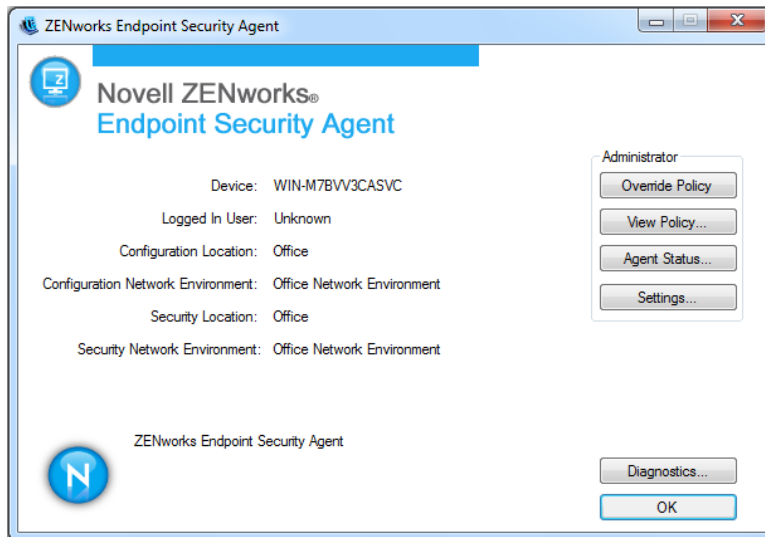 ZENworks Endpoint Security Agent
Novell ZENworks®
Endpoint Security Agent
Device: WIN-M7BVV3CASVC
Logged In User: Unknown
Configuration Location: Office
Configuration Network Environment: Office Network Environment
Security Location: Office
Security Network Environment: Office Network Environment
Administrator
Override Policy
View Policy...
Agent Status...
Settings...
ZENworks Endpoint Security Agent
Diagnostics...
OK